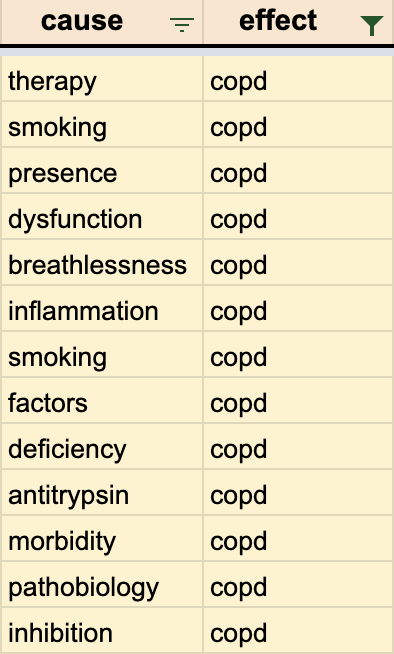 cause effect
therapy copd
smoking copd
presence copd
dysfunction copd
breathlessness copd
inflammation copd
smoking copd
factors copd
deficiency copd
antitrypsin copd
morbidity copd
pathobiology copd
inhibition copd